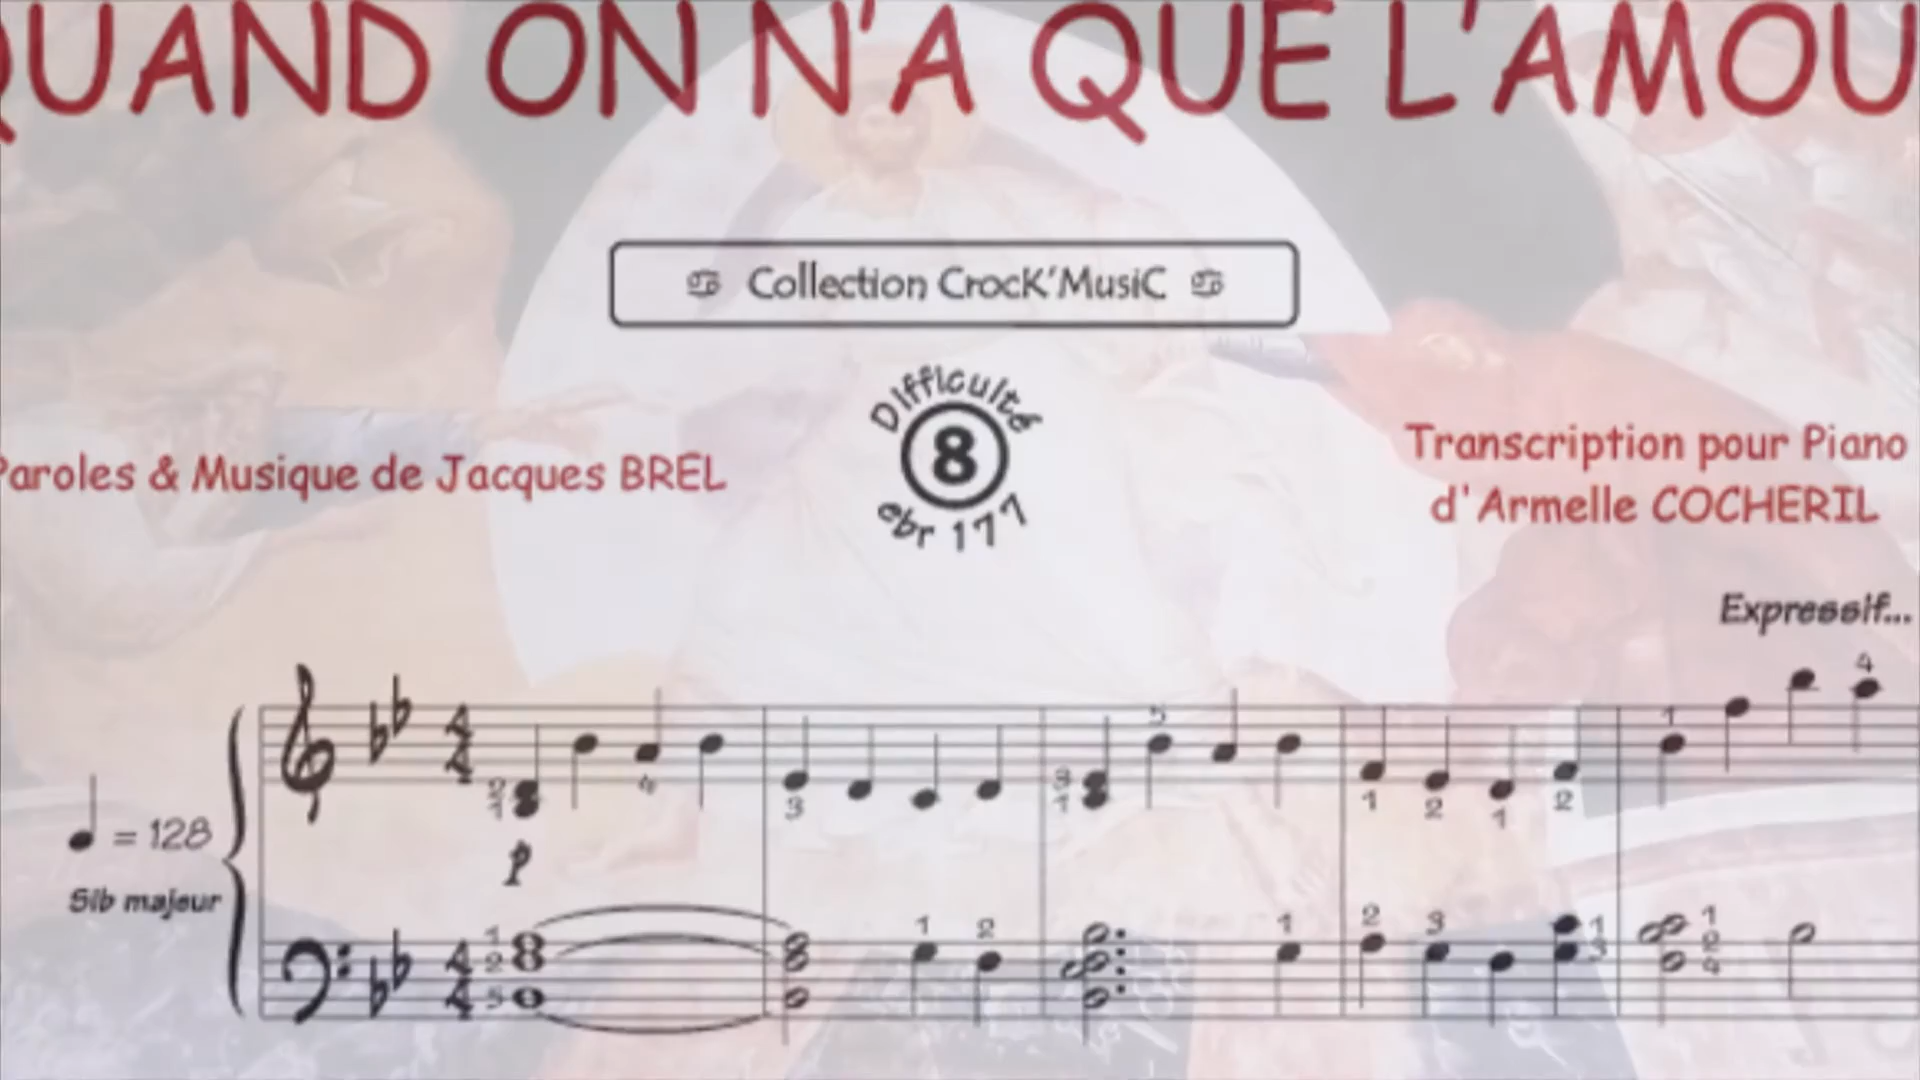 QUAND ON N'A QUE L'AMOU
Collection CrocK'MusiC
Difficulté
8
ebr 177
Paroles & Musique de Jacques BREL
Transcription pour Piano
d'Armelle COCHERIL
Expressif...
= 128
Sib majeur
p